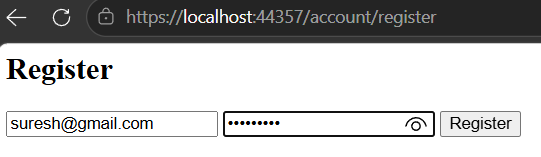 https://localhost:44357/account/register
Register
suresh@gmail.com ••••••••• Register